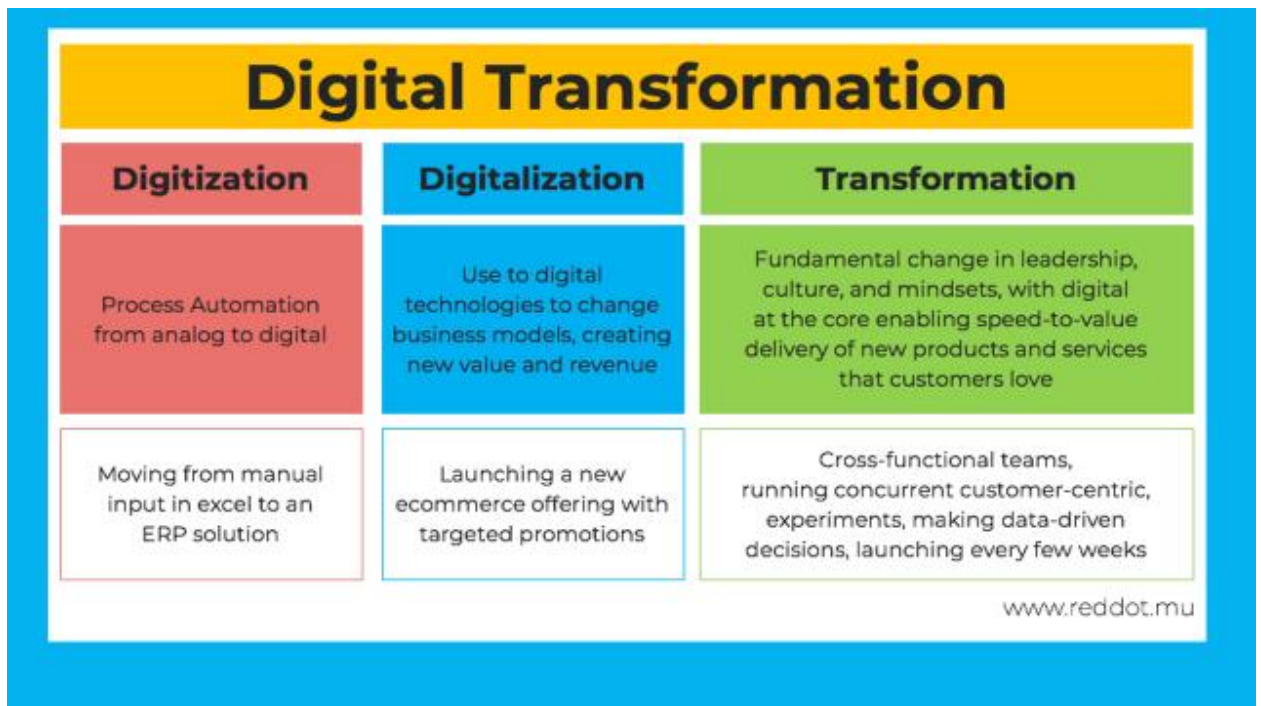 Digital Transformation
Digitization
Digitalization
Transformation
Process Automation
from analog to digital
Use to digital
technologies to change
business models, creating
new value and revenue
Fundamental change in leadership,
culture, and mindsets, with digital
at the core enabling speed-to-value
delivery of new products and services
that customers love
Moving from manual
input in excel to an
ERP solution
Launching a new
ecommerce offering with
targeted promotions
Cross-functional teams,
running concurrent customer-centric,
experiments, making data-driven
decisions, launching every few weeks
www.reddot.mu